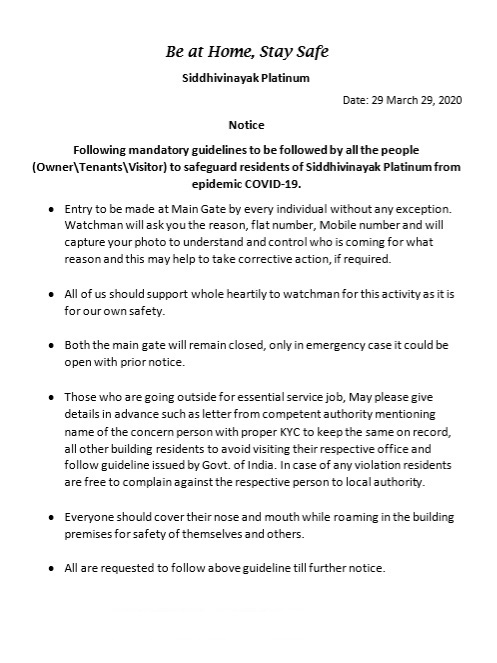 Be at Home, Stay Safe
Siddhivinayak Platinum
Date: 29 March 29, 2020
Notice
Following mandatory guidelines to be followed by all the people
(Owner\Tenants\Visitor) to safeguard residents of Siddhivinayak Platinum from
epidemic COVID-19.
• Entry to be made at Main Gate by every individual without any exception.
Watchman will ask you the reason, flat number, Mobile number and will
capture your photo to understand and control who is coming for what
reason and this may help to take corrective action, if required.
• All of us should support whole heartily to watchman for this activity as it is
for our own safety.
• Both the main gate will remain closed, only in emergency case it could be
open with prior notice.
• Those who are going outside for essential service job, May please give
details in advance such as letter from competent authority mentioning
name of the concern person with proper KYC to keep the same on record,
all other building residents to avoid visiting their respective office and
follow guideline issued by Govt. of India. In case of any violation residents
are free to complain against the respective person to local authority.
• Everyone should cover their nose and mouth while roaming in the building
premises for safety of themselves and others.
• All are requested to follow above guideline till further notice.